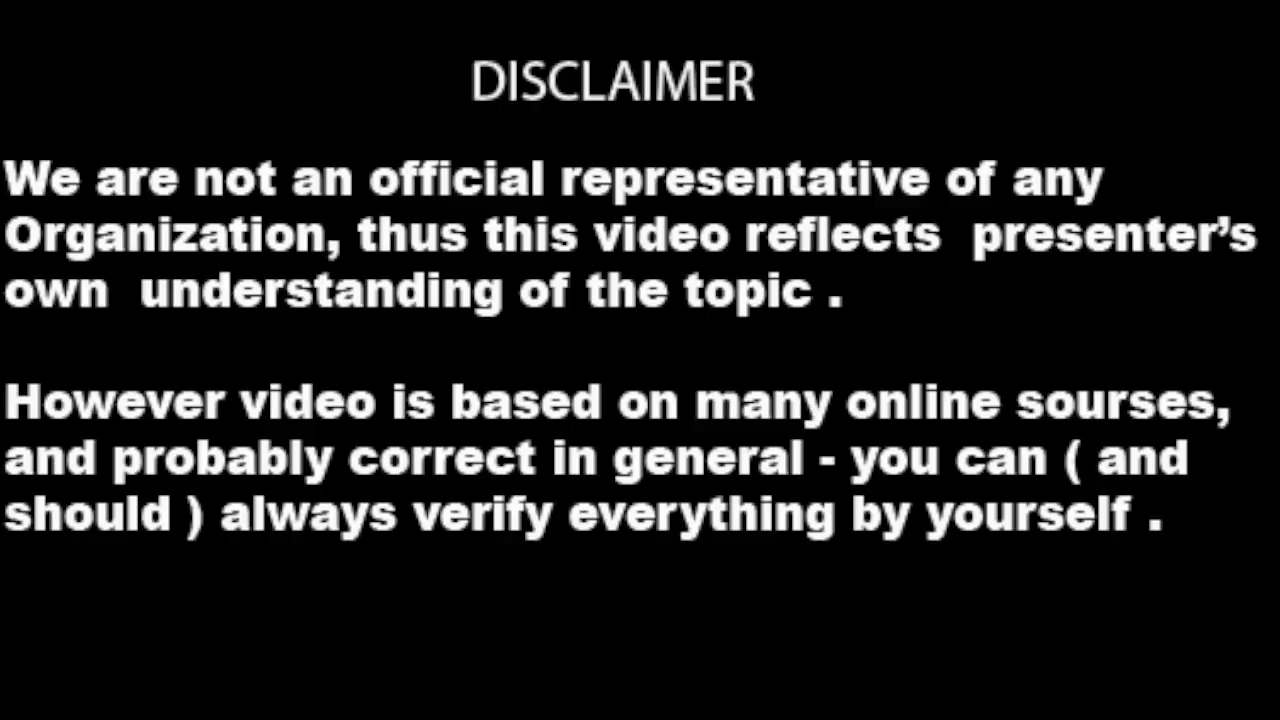 DISCLAIMER
We are not an official representative of any
Organization, thus this video reflects  presenter’s
own  understanding of the topic .
However video is based on many online sourses,
and probably correct in general - you can ( and
should ) always verify everything by yourself .